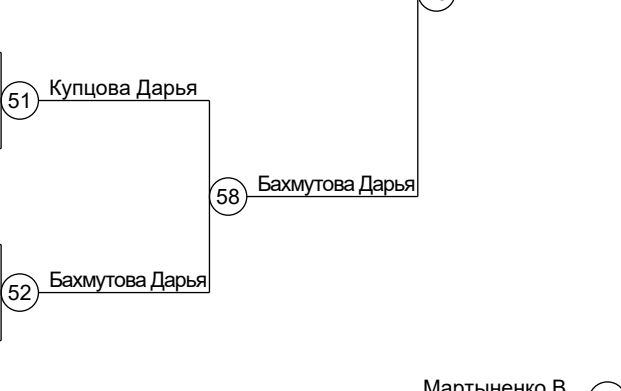 51 Купцова Дарья
58 Бахмутова Дарья
52 Бахмутова Дарья
Мартыненко В